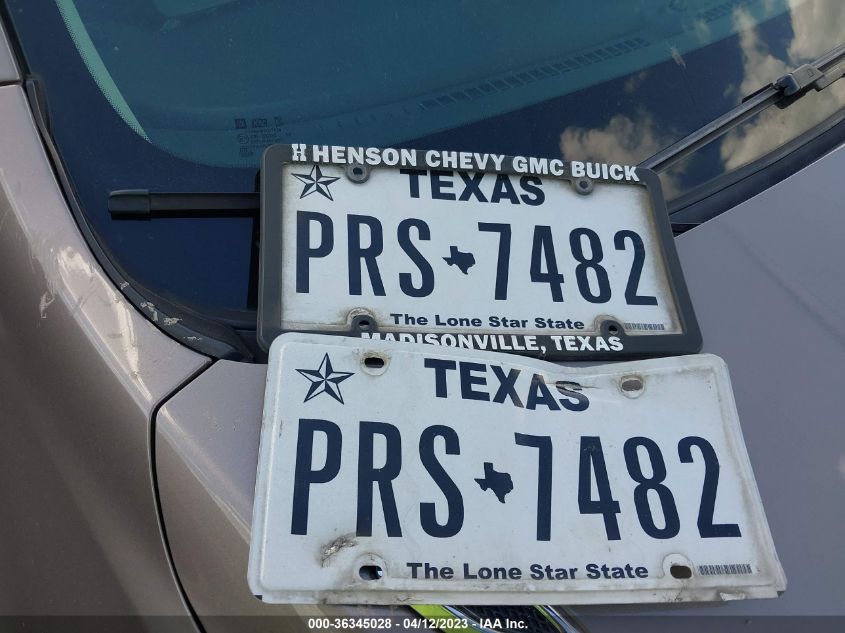 HENSON CHEVY GMC BUICK
TEXAS
PRS 7482
The Lone Star State
MADISONVILLE, TEXAS
TEXAS
PRS 7482
The Lone Star State
000-36345028 - 04/12/2023 - IAA Inc.